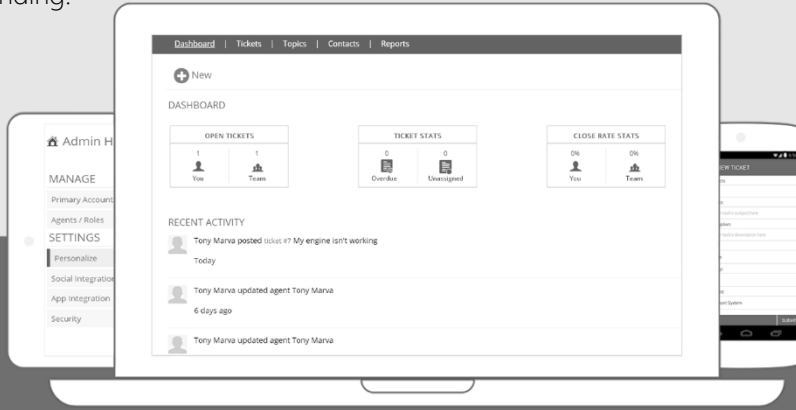 Dashboard | Tickets | Topics | Contacts | Reports
New
DASHBOARD
OPEN TICKETS
1 1
You Team
TICKET STATS
0 0
Overdue Unassigned
CLOSE RATE STATS
0% 0%
You Team
RECENT ACTIVITY
Tony Marva posted ticket #7 My engine isn't working
Today
Tony Marva updated agent Tony Marva
6 days ago
Tony Marva updated agent Tony Marva
Admin H
MANAGE
Primary Account
Agents / Roles
SETTINGS
Personalize
Social Integration
App Integration
Security
EW TICKET